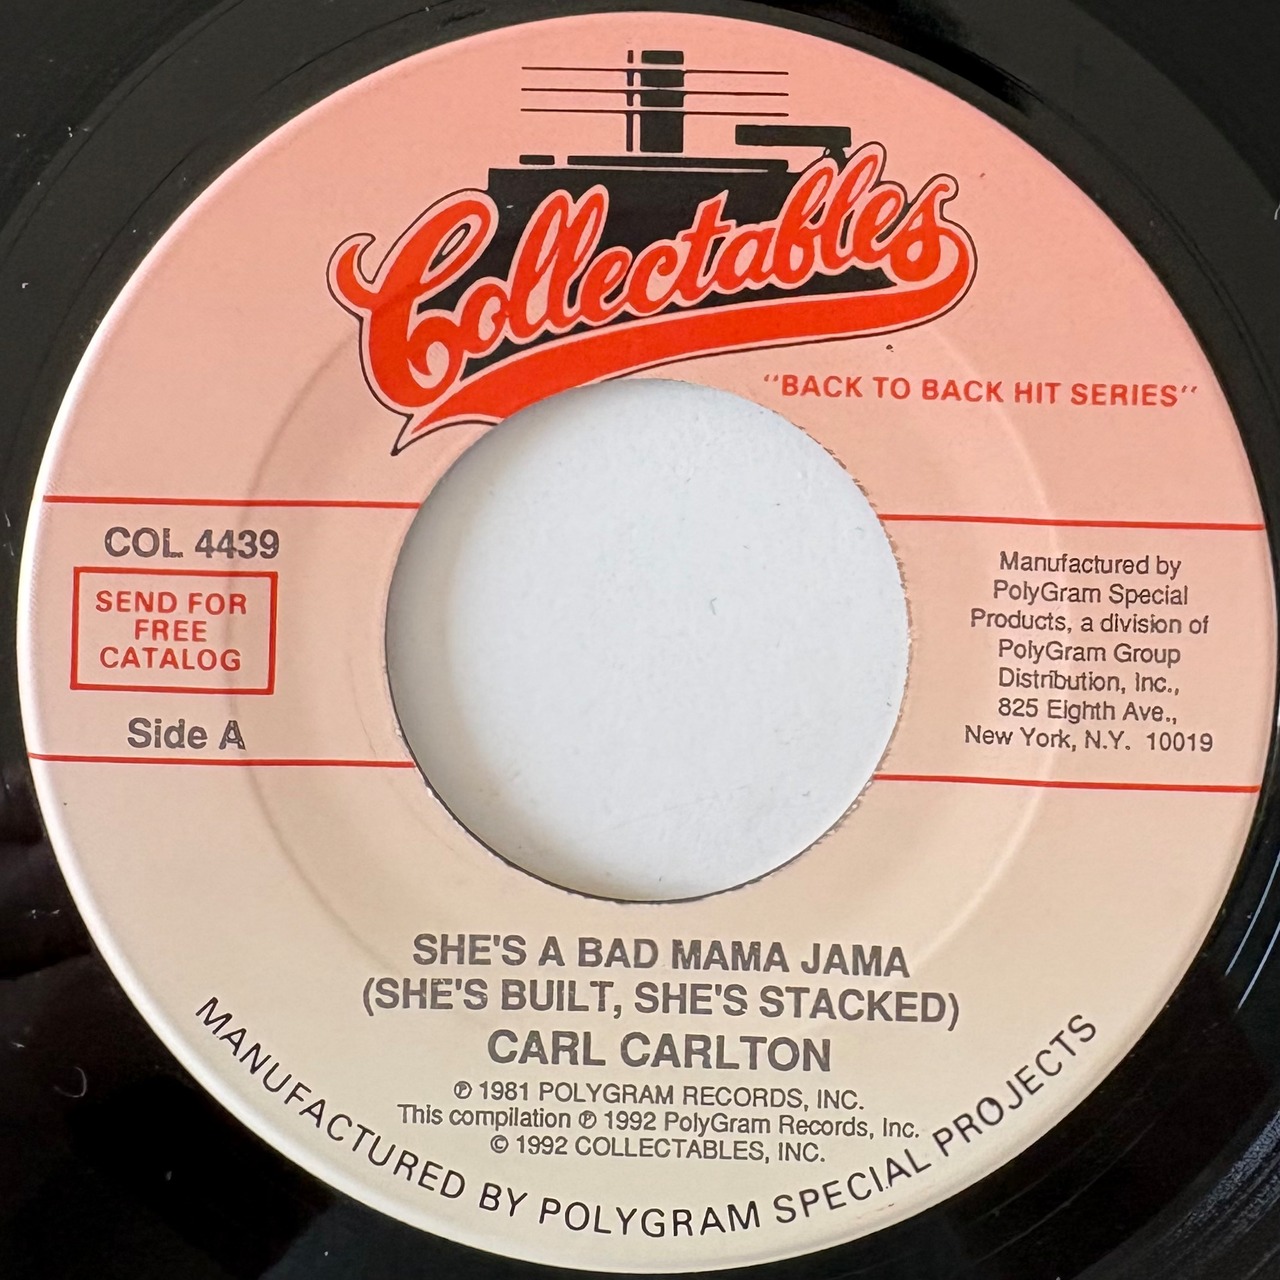 Collectables
"BACK TO BACK HIT SERIES"
COL 4439
SEND FOR
FREE
CATALOG
Side A
Manufactured by
PolyGram Special
Products, a division of
PolyGram Group
Distribution, Inc.,
825 Eighth Ave.,
New York, N.Y. 10019
SHE'S A BAD MAMA JAMA
(SHE'S BUILT, SHE'S STACKED)
CARL CARLTON
℗ 1981 POLYGRAM RECORDS, INC.
This compilation ℗ 1992 PolyGram Records, Inc.
© 1992 COLLECTABLES, INC.
MANUFACTURED BY POLYGRAM SPECIAL PROJECTS